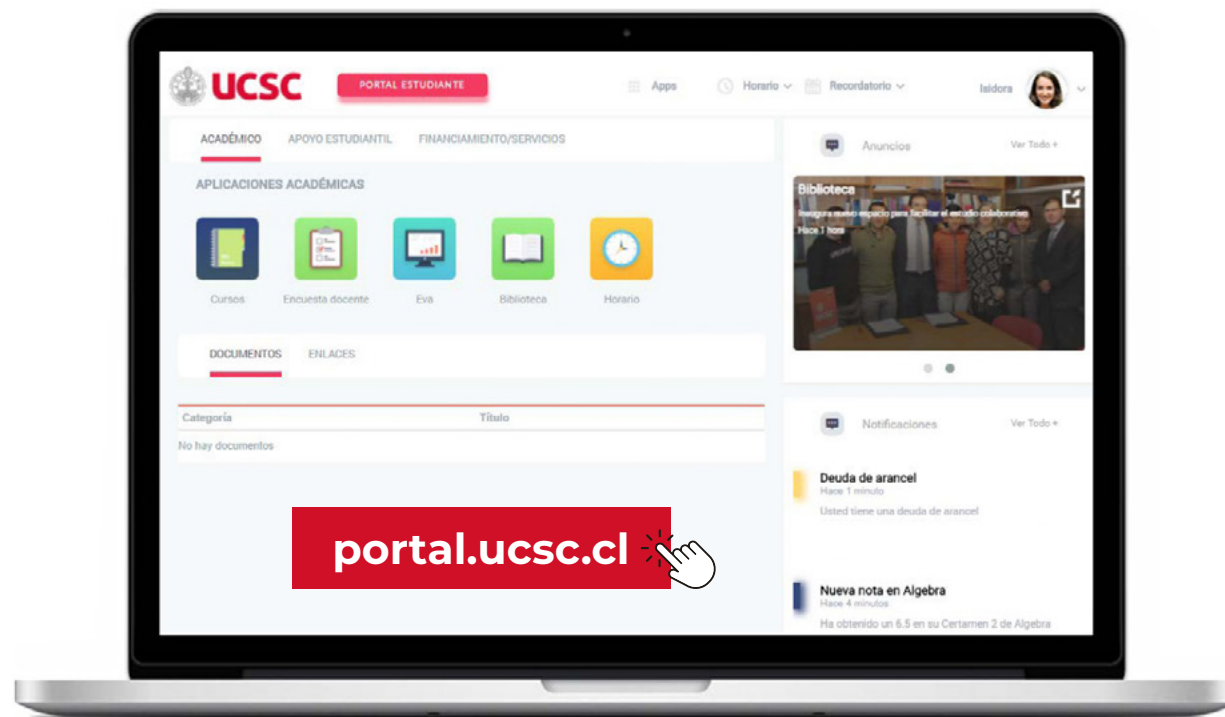 UCSC
PORTAL ESTUDIANTE
Apps
Horario
Recordatorio
Isidora
ACADÉMICO
APOYO ESTUDIANTIL
FINANCIAMIENTO/SERVICIOS
APLICACIONES ACADÉMICAS
Cursos
Encuesta docente
Eva
Biblioteca
Horario
DOCUMENTOS
ENLACES
Categoría
Título
No hay documentos
portal.ucsc.cl
Anuncios
Ver Todo +
Biblioteca
Inaugura nuevo espacio para facilitar el estudio colaborativo
Hace 1 hora
Notificaciones
Ver Todo +
Deuda de arancel
Hace 1 minuto
Usted tiene una deuda de arancel
Nueva nota en Algebra
Hace 4 minutos
Ha obtenido un 6.5 en su Certamen 2 de Algebra